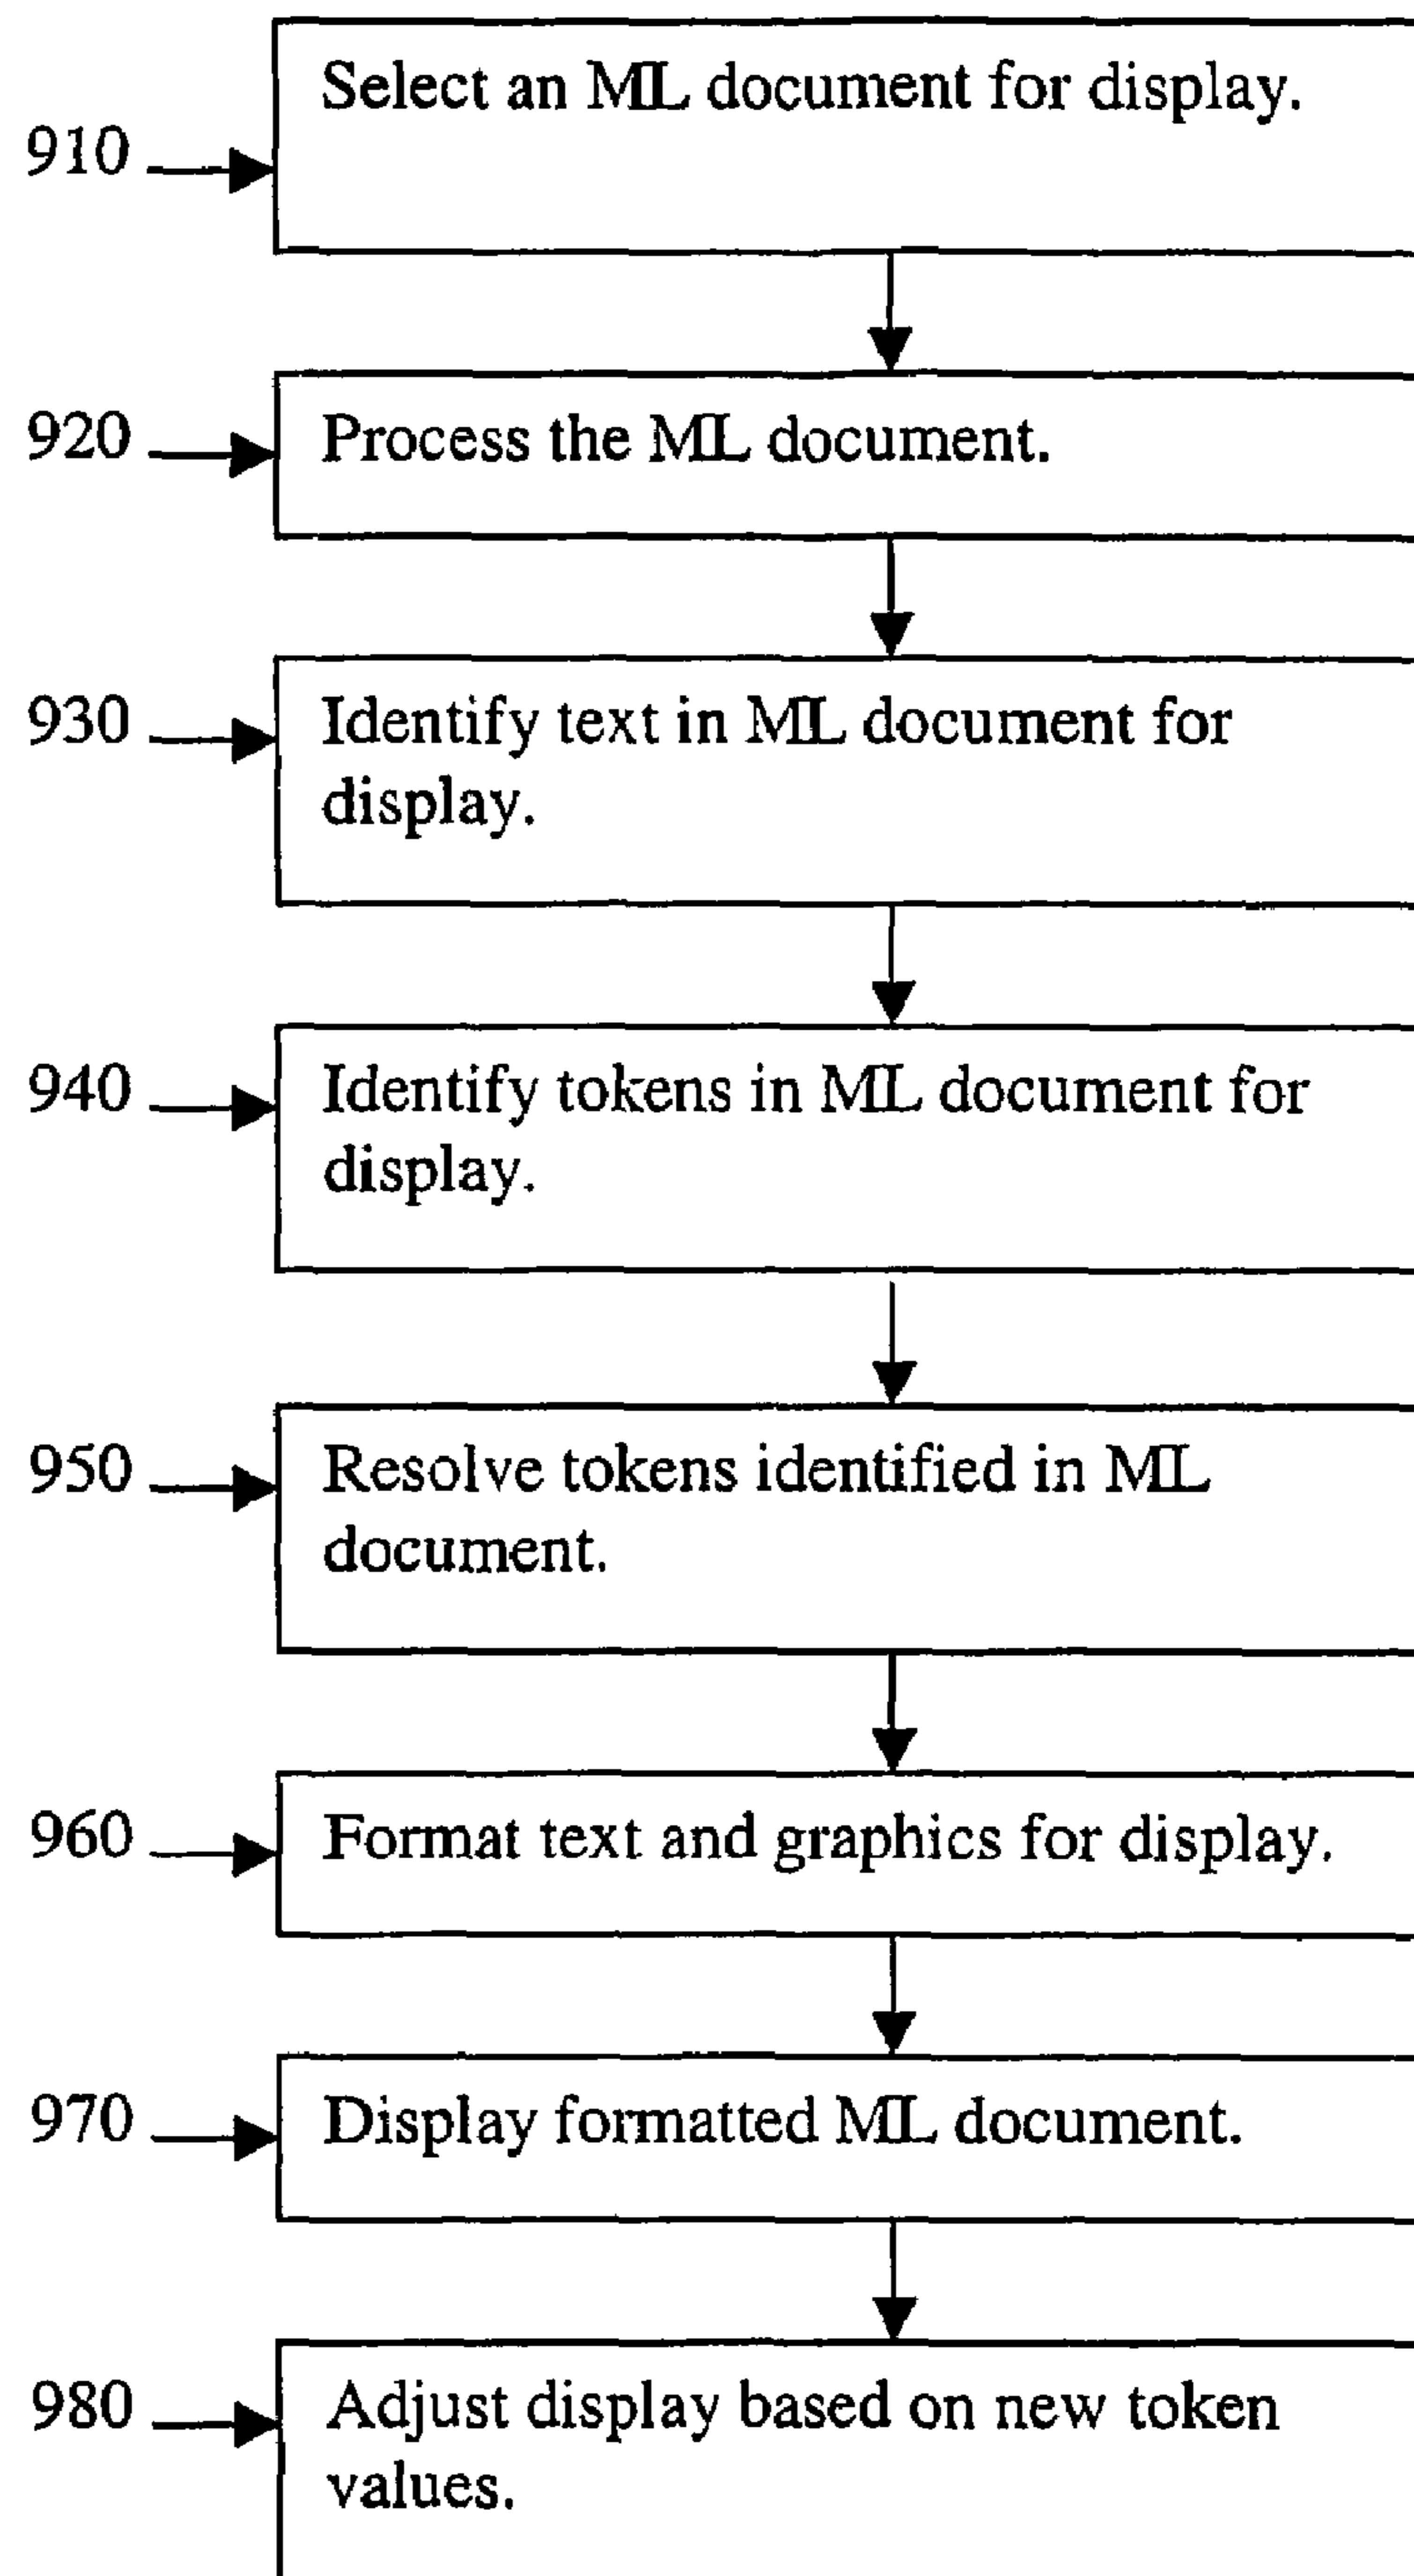 Select an ML document for display.
910
920
Process the ML document.
930
Identify text in ML document for
display.
940
Identify tokens in ML document for
display.
950
Resolve tokens identified in ML
document.
960
Format text and graphics for display.
970
Display formatted ML document.
980
Adjust display based on new token
values.